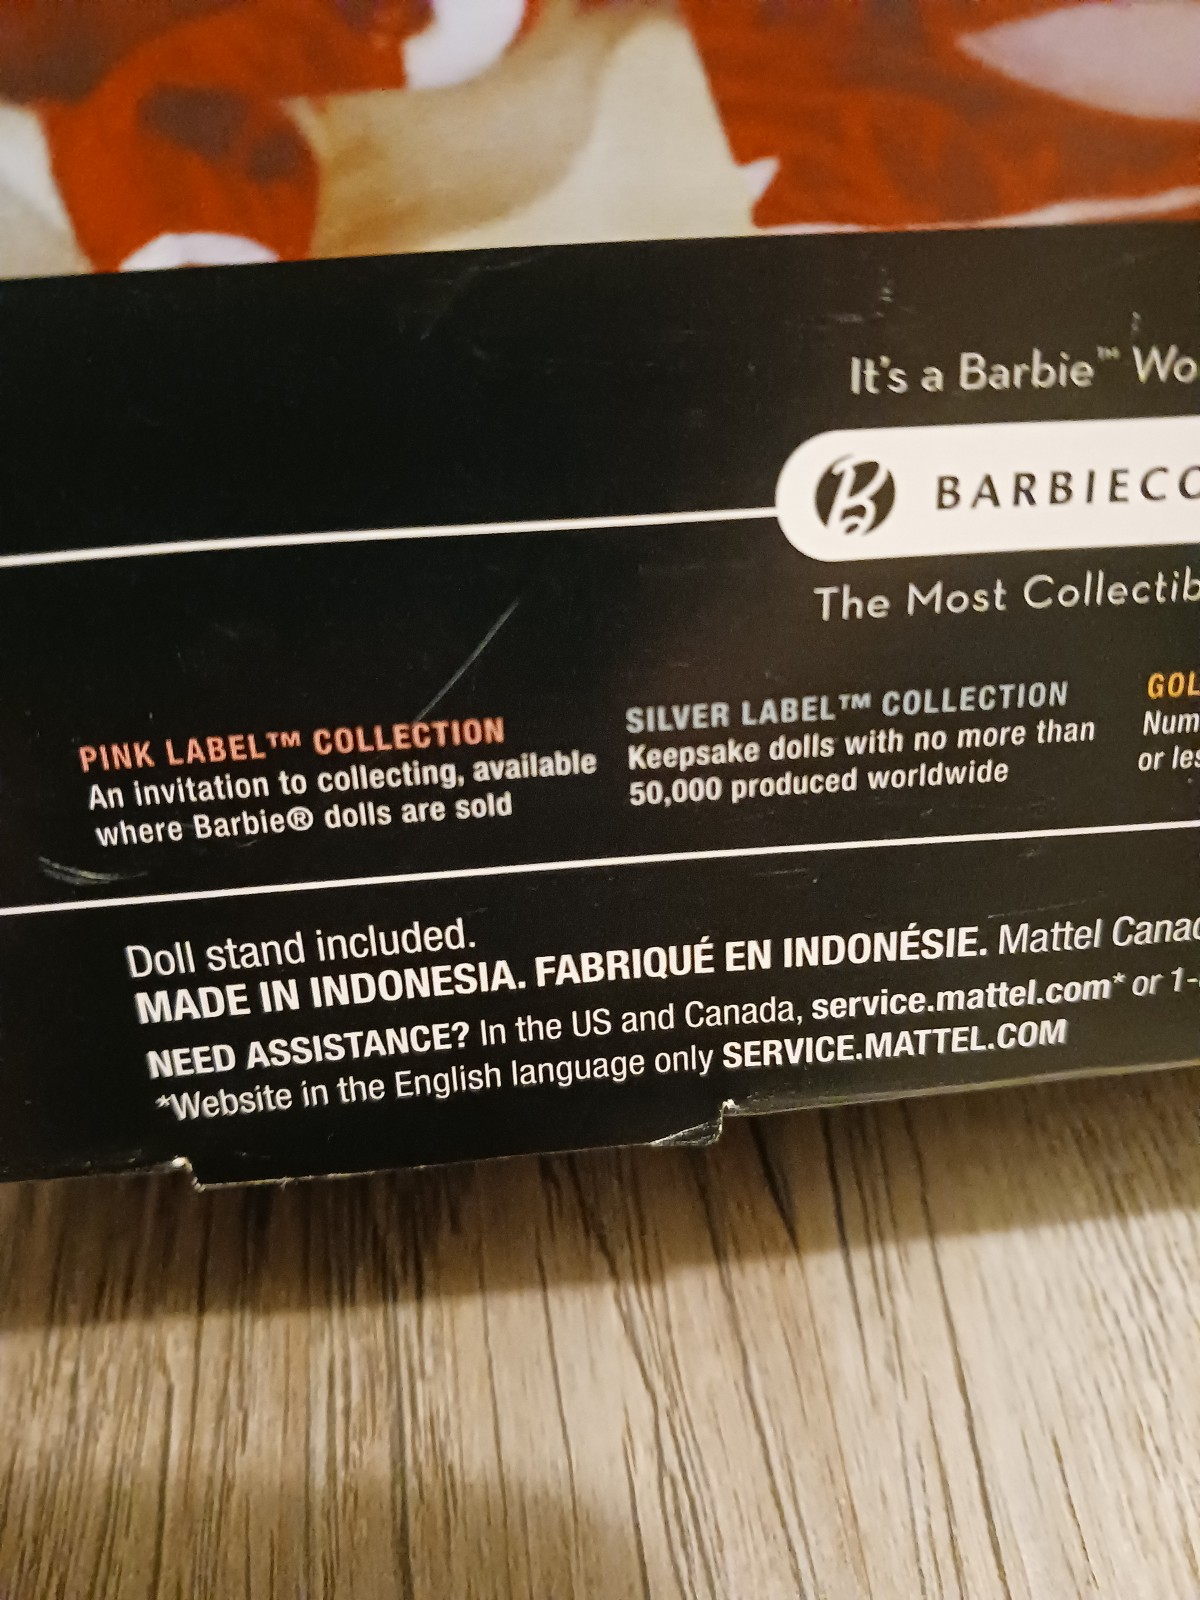 It's a Barbie™ Wo
BARBIECO
The Most Collectib
PINK LABEL™ COLLECTION
An invitation to collecting, available
where Barbie® dolls are sold
SILVER LABEL™ COLLECTION
Keepsake dolls with no more than
50,000 produced worldwide
GOL
Num
or les
Doll stand included.
MADE IN INDONESIA. FABRIQUÉ EN INDONÉSIE. Mattel Canad
NEED ASSISTANCE? In the US and Canada, service.mattel.com* or 1-
*Website in the English language only SERVICE.MATTEL.COM